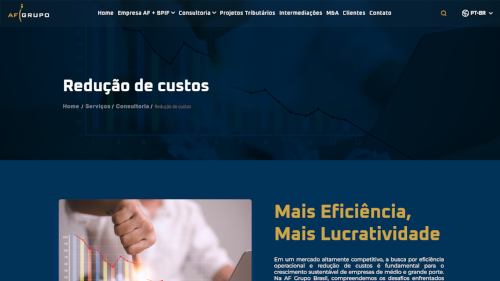 AF GRUPO
Home Empresa AF + BPIF Consultoria Projetos Tributários Intermediações M&A Clientes Contato
PT-BR
Redução de custos
Home / Serviços / Consultoria / Redução de custos
Mais Eficiência,
Mais Lucratividade
Em um mercado altamente competitivo, a busca por eficiência
operacional e redução de custos é fundamental para o
crescimento sustentável de empresas de médio e grande porte.
Na AF Grupo Brasil, compreendemos os desafios enfrentados